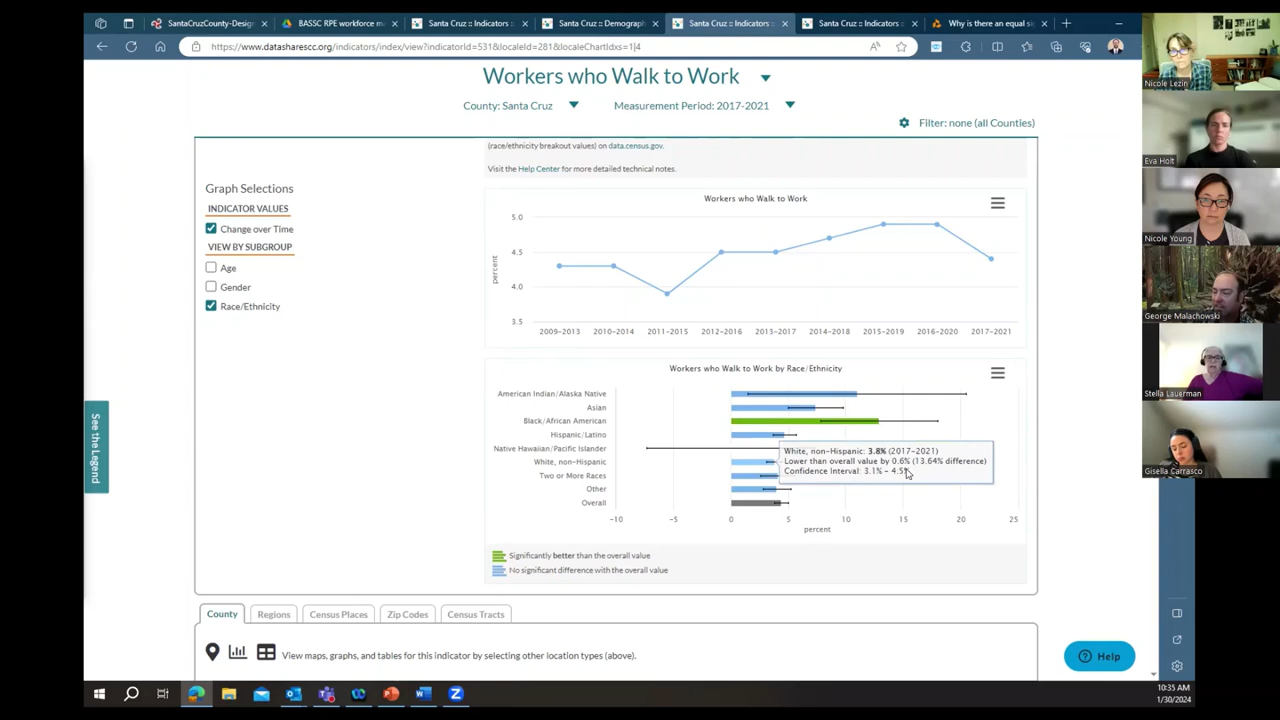 SantaCruzCounty-Design
BASSC RPE workforce m
Santa Cruz :: Indicators
Santa Cruz :: Demograph
Santa Cruz :: Indicators
Santa Cruz :: Indicators
Why is there an equal si
https://www.datasharescc.org/indicators/index/view?indicatorId=531&localeId=281&localeChartIdxs=1|4
Workers who Walk to Work
County: Santa Cruz
Measurement Period: 2017-2021
Filter: none (all Counties)
(race/ethnicity breakout values) on data.census.gov.
Visit the Help Center for more detailed technical notes.
Graph Selections
INDICATOR VALUES
Change over Time
VIEW BY SUBGROUP
Age
Gender
Race/Ethnicity
Workers who Walk to Work
percent
5.0
4.5
4.0
3.5
2009-2013 2010-2014 2011-2015 2012-2016 2013-2017 2014-2018 2015-2019 2016-2020 2017-2021
Workers who Walk to Work by Race/Ethnicity
American Indian/Alaska Native
Asian
Black/African American
Hispanic/Latino
Native Hawaiian/Pacific Islander
White, non-Hispanic
Two or More Races
Other
Overall
White, non-Hispanic: 3.8% (2017-2021)
Lower than overall value by 0.6% (13.64% difference)
Confidence Interval: 3.1% - 4.5%
-10 -5 0 5 10 15 20 25
percent
Significantly better than the overall value
No significant difference with the overall value
See the Legend
County
Regions
Census Places
Zip Codes
Census Tracts
View maps, graphs, and tables for this indicator by selecting other location types (above).
Help
10:35 AM
1/30/2024
Nicole Lezin
Eva Holt
Nicole Young
George Malachowski
Stella Lauerman
Gisella Carrasco